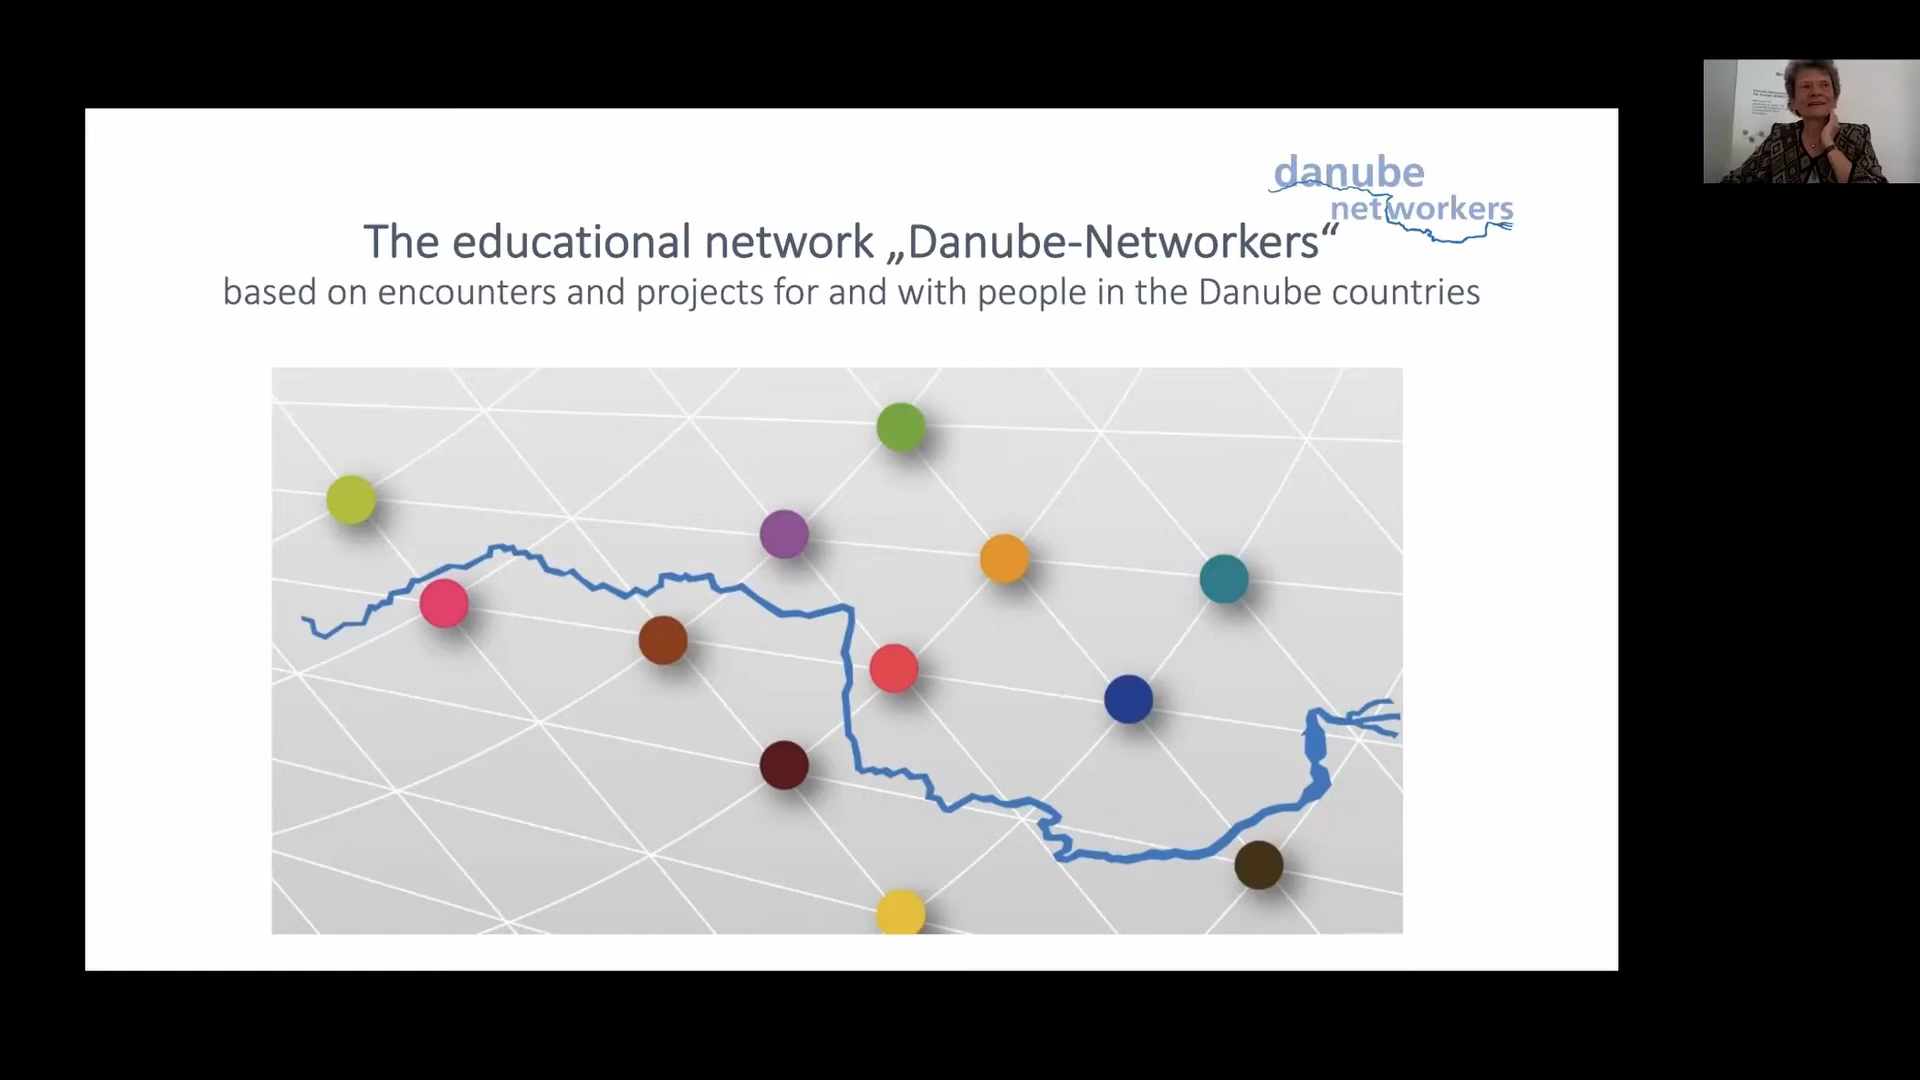 danube
networkers
The educational network „Danube-Networkers“
based on encounters and projects for and with people in the Danube countries